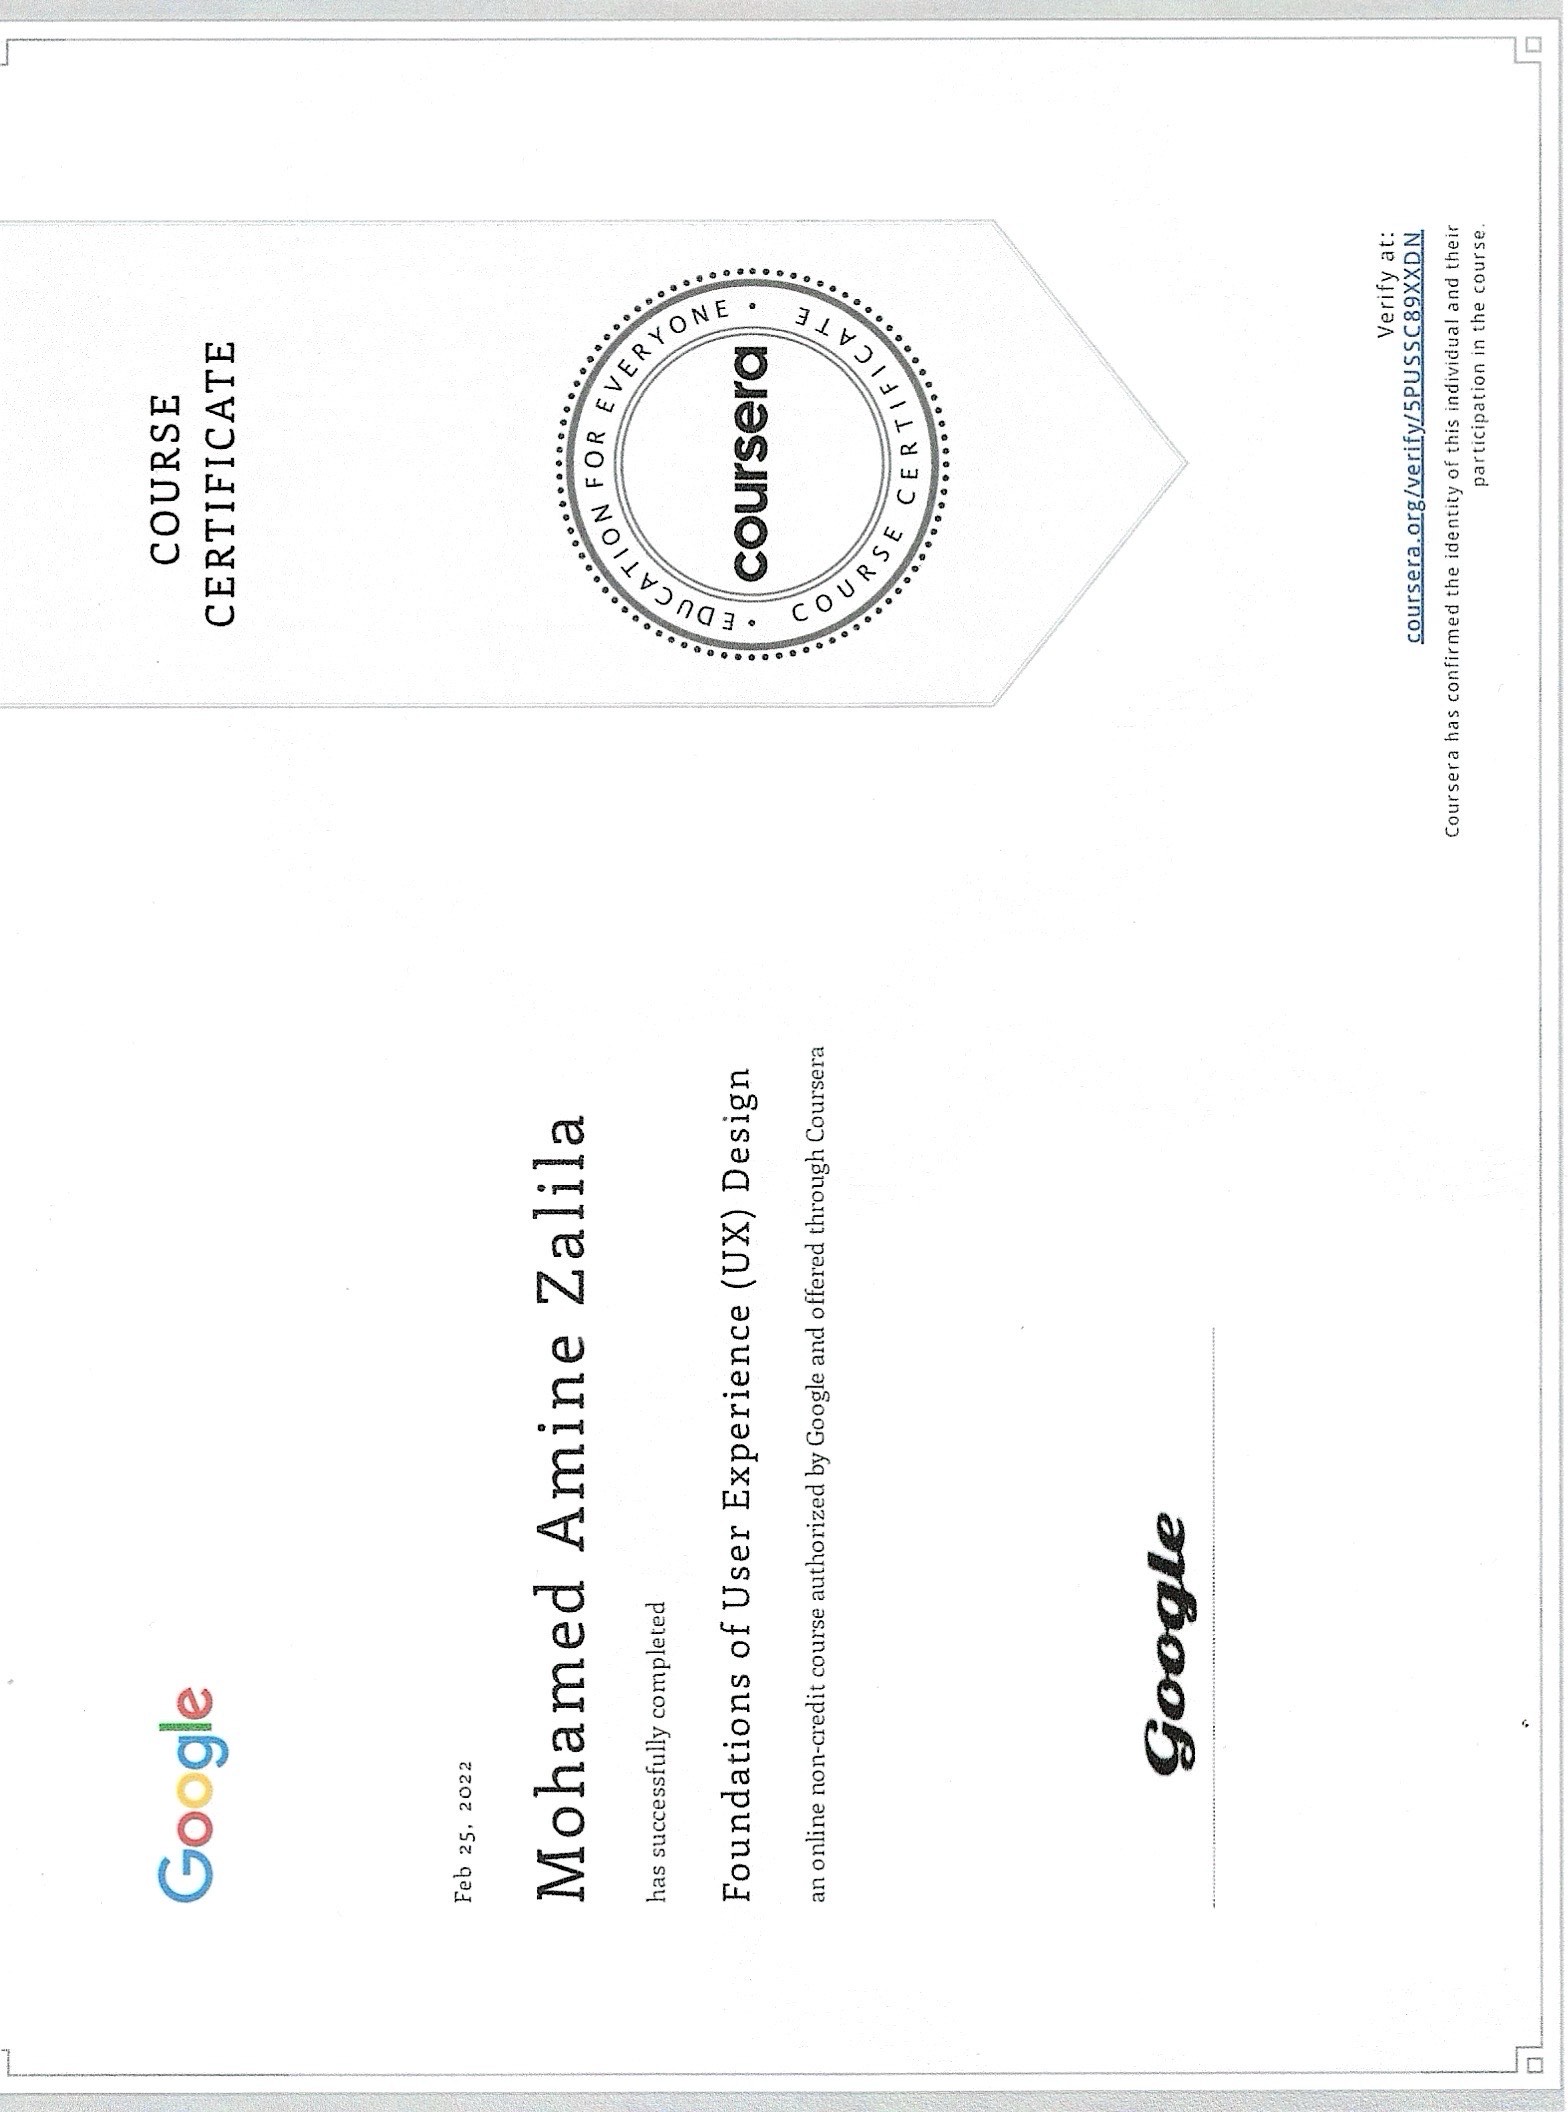 Google
COURSE
CERTIFICATE
Feb 25, 2022
Mohamed Amine Zalila
has successfully completed
Foundations of User Experience (UX) Design
an online non-credit course authorized by Google and offered through Coursera
• EDUCATION FOR EVERYONE •
coursera
COURSE CERTIFICATE
Google
Verify at:
coursera.org/verify/5PUSSC89XXDN
Coursera has confirmed the identity of this individual and their
participation in the course.